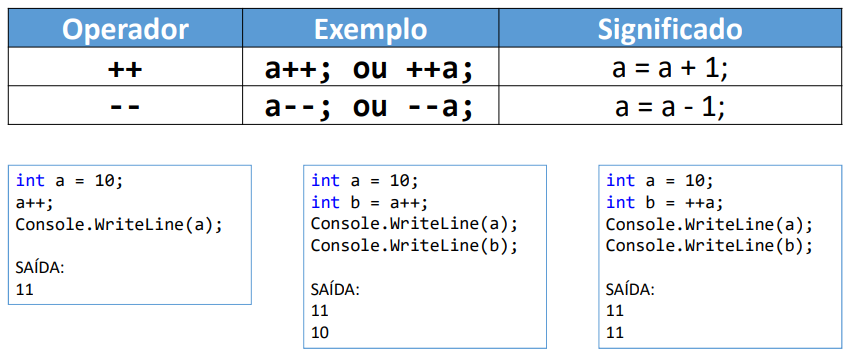 Operador Exemplo Significado
++ a++; ou ++a; a = a + 1;
-- a--; ou --a; a = a - 1;
int a = 10;
a++;
Console.WriteLine(a);
SAÍDA:
11
int a = 10;
int b = a++;
Console.WriteLine(a);
Console.WriteLine(b);
SAÍDA:
11
10
int a = 10;
int b = ++a;
Console.WriteLine(a);
Console.WriteLine(b);
SAÍDA:
11
11